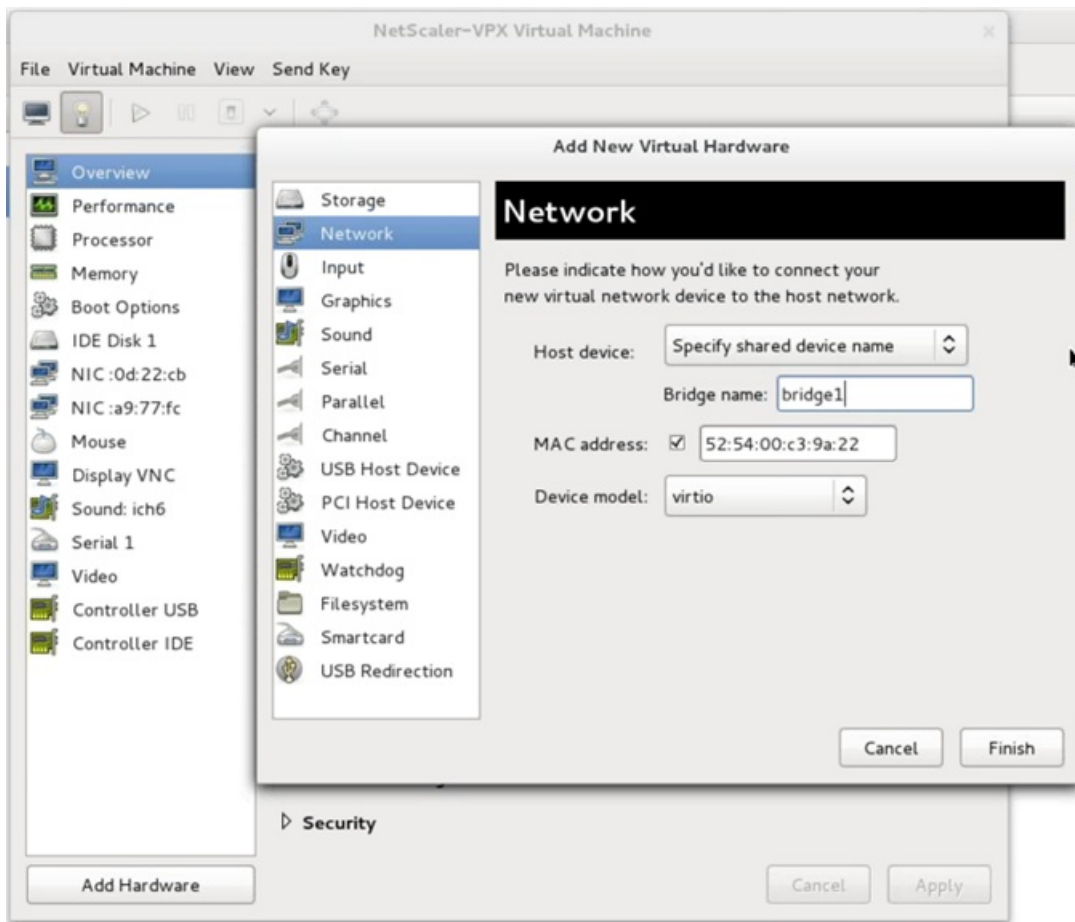 NetScaler-VPX Virtual Machine
File Virtual Machine View Send Key
Overview
Performance
Processor
Memory
Boot Options
IDE Disk 1
NIC :0d:22:cb
NIC :a9:77:fc
Mouse
Display VNC
Sound: ich6
Serial 1
Video
Controller USB
Controller IDE
Add Hardware
Add New Virtual Hardware
Storage
Network
Input
Graphics
Sound
Serial
Parallel
Channel
USB Host Device
PCI Host Device
Video
Watchdog
Filesystem
Smartcard
USB Redirection
Network
Please indicate how you'd like to connect your
new virtual network device to the host network.
Host device: Specify shared device name
Bridge name: bridge1
MAC address: 52:54:00:c3:9a:22
Device model: virtio
Cancel Finish
Security
Cancel Apply